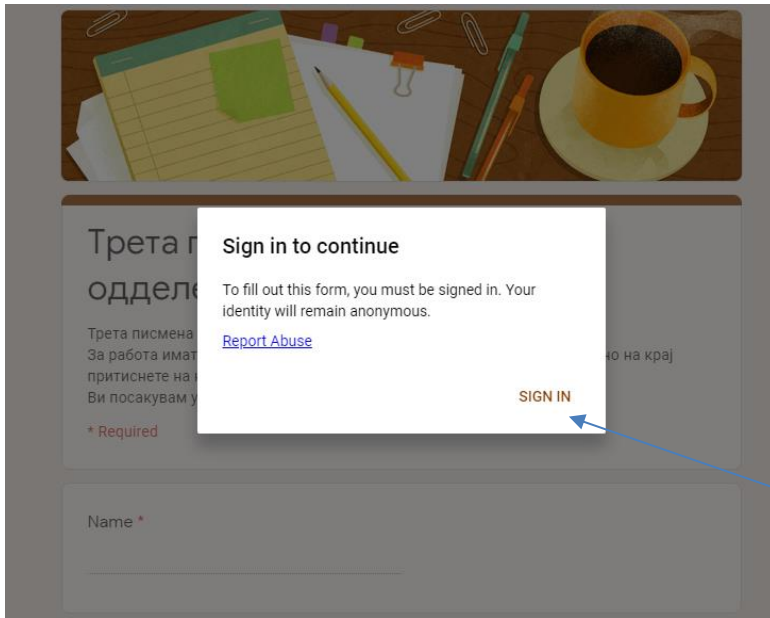 Трета
Sign in to continue
одделе
To fill out this form, you must be signed in. Your
identity will remain anonymous.
Трета писмена
Report Abuse
За работа имат но на крај
притиснете на
Ви посакувам у
SIGN IN
* Required
Name *